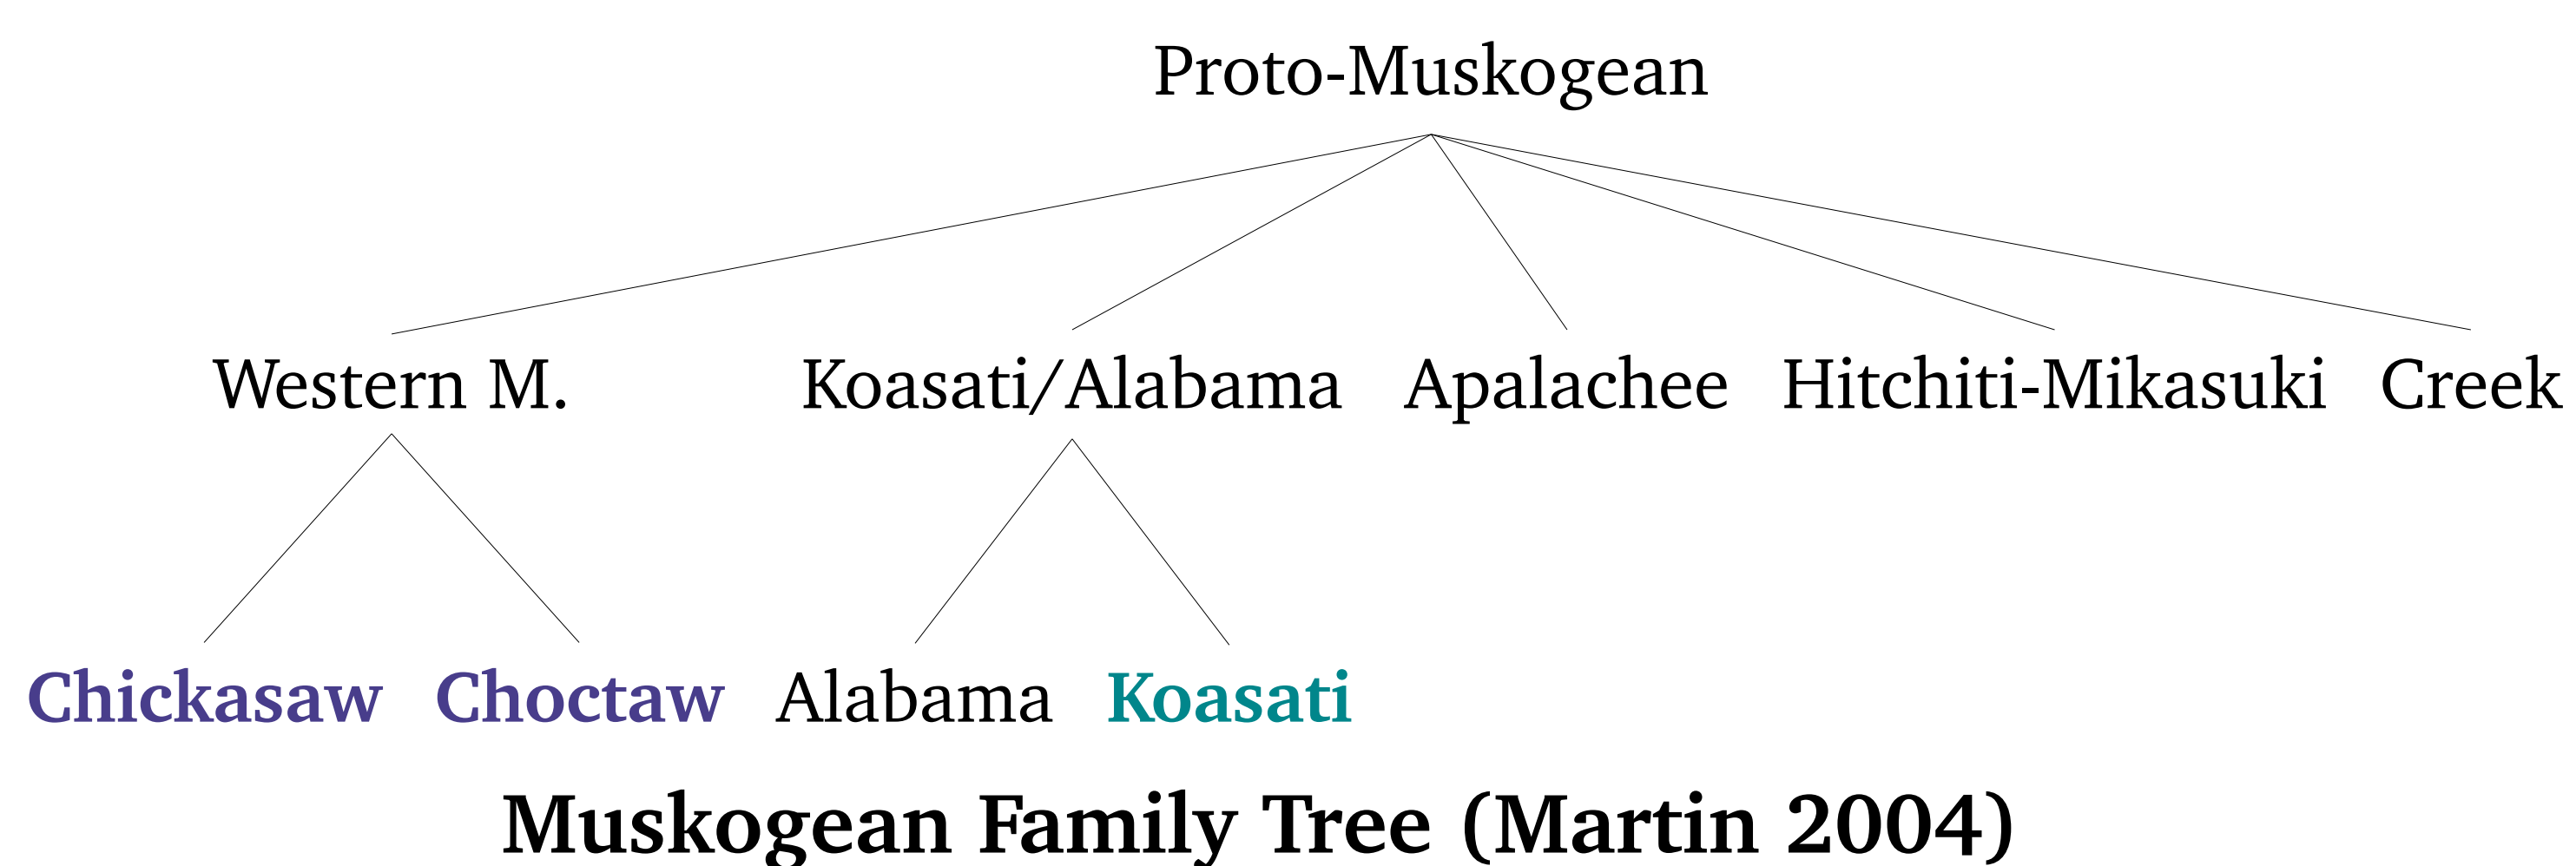 Proto-Muskogean
Western M. Koasati/Alabama Apalachee Hitchiti-Mikasuki Creek
Chickasaw Choctaw Alabama Koasati
Muskogean Family Tree (Martin 2004)